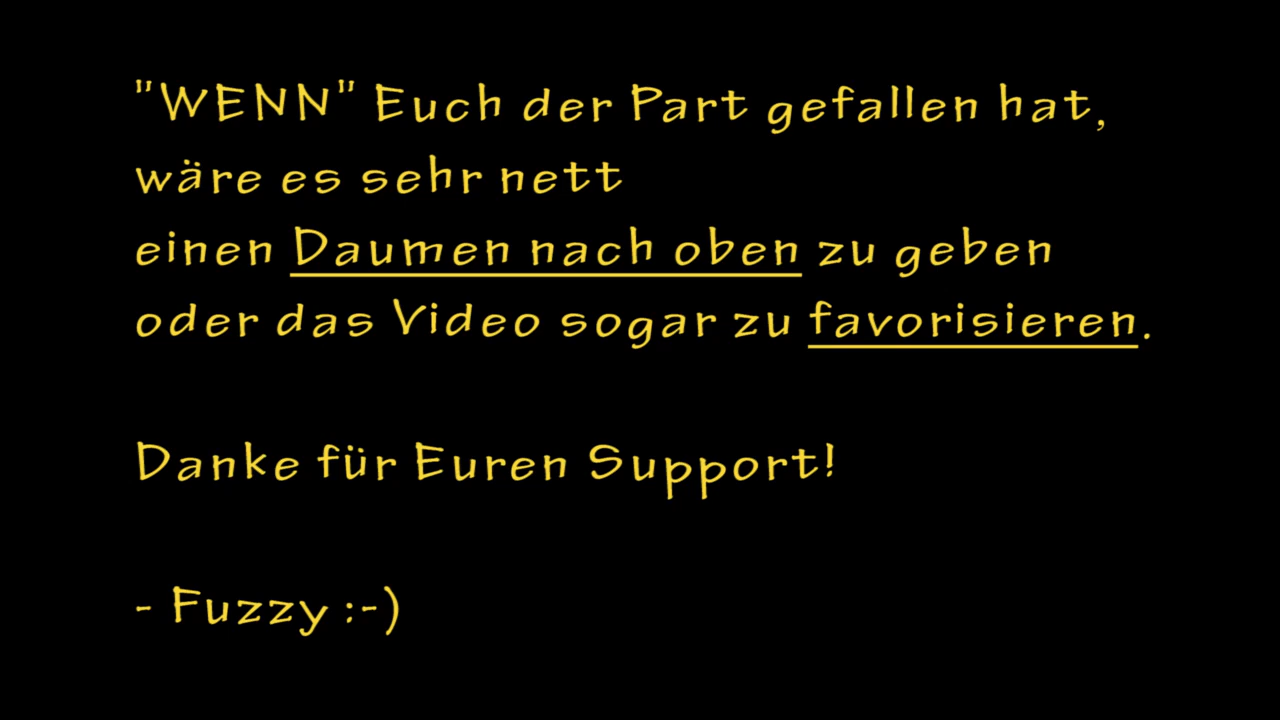 "WENN" Euch der Part gefallen hat,
wäre es sehr nett
einen Daumen nach oben zu geben
oder das Video sogar zu favorisieren.
Danke für Euren Support!
- Fuzzy :-)